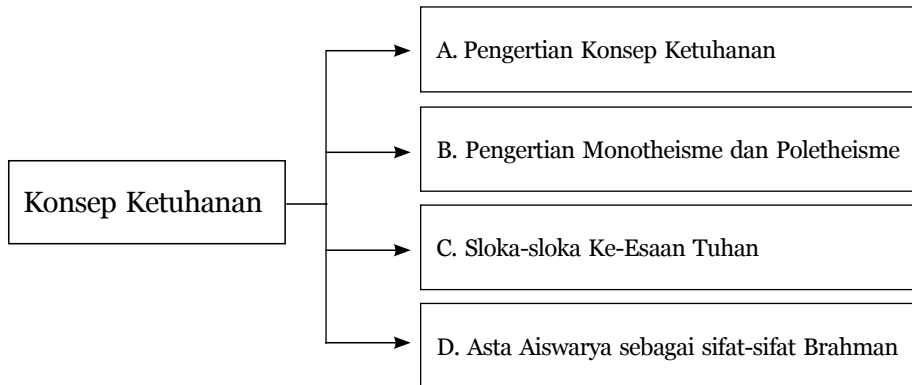 Konsep Ketuhanan
A. Pengertian Konsep Ketuhanan
B. Pengertian Monotheisme dan Poletheisme
C. Sloka-sloka Ke-Esaan Tuhan
D. Asta Aiswarya sebagai sifat-sifat Brahman